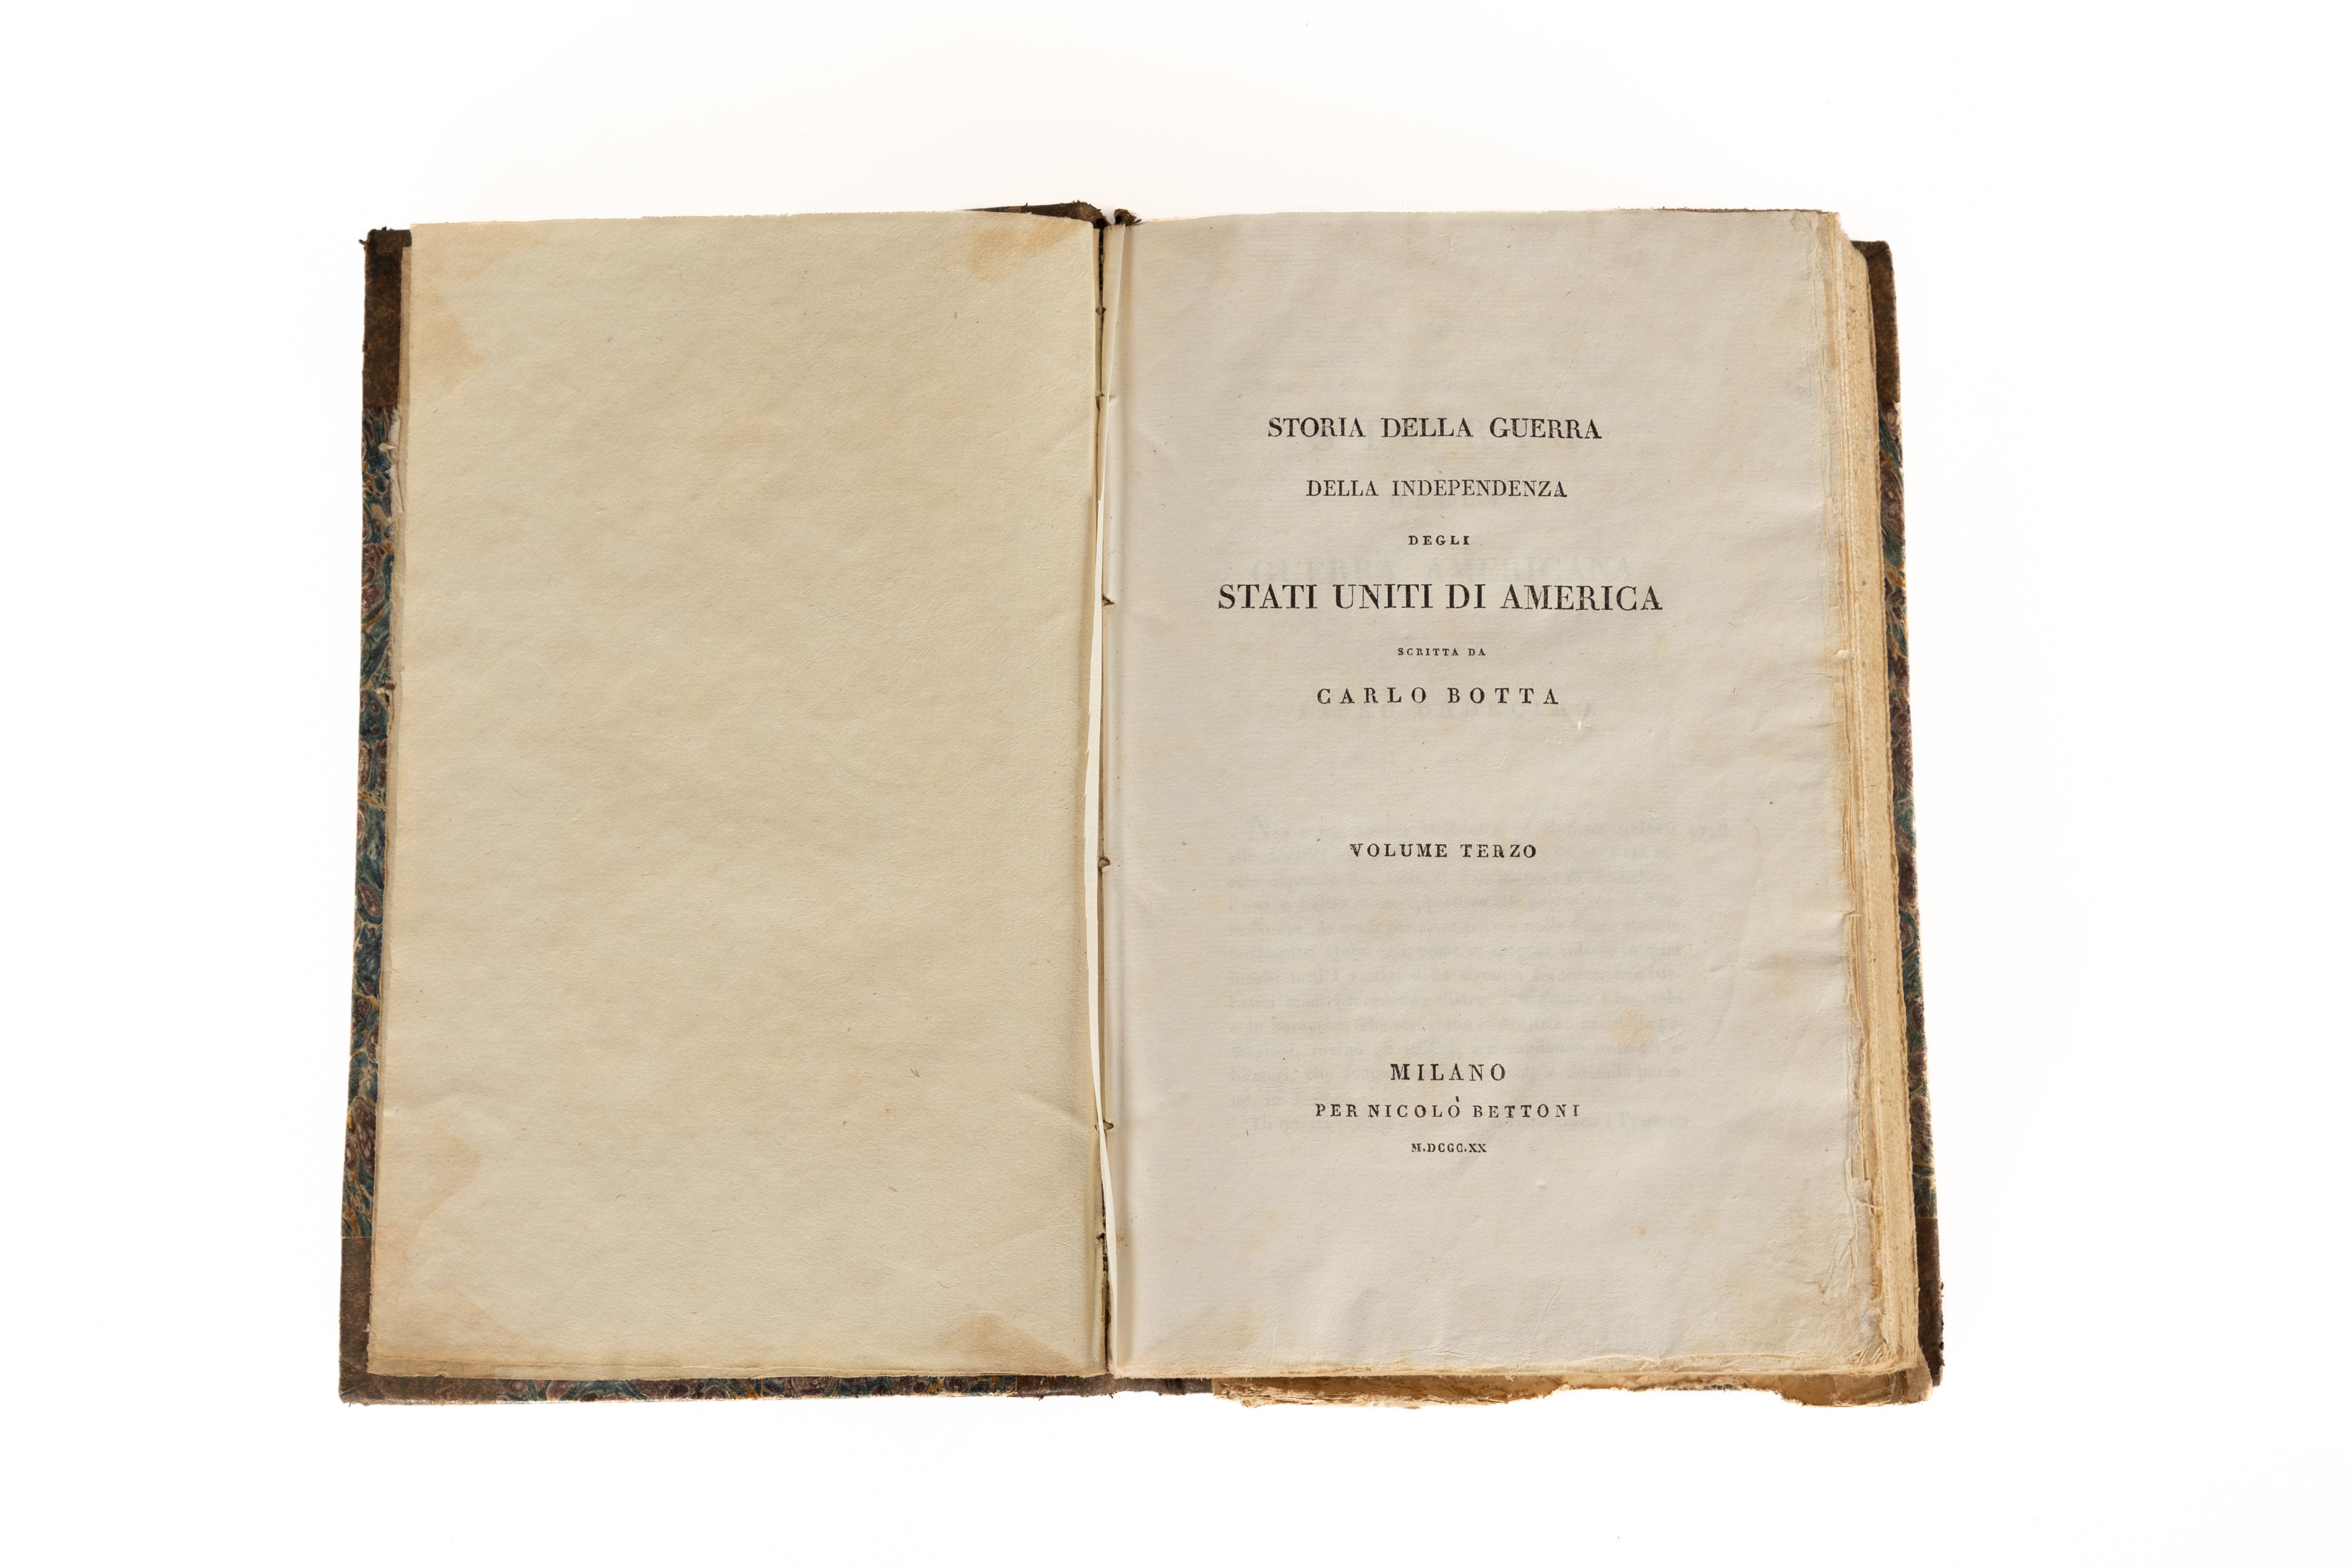 STORIA DELLA GUERRA
DELLA INDEPENDENZA
DEGLI
STATI UNITI DI AMERICA
SCRITTA DA
CARLO BOTTA
VOLUME TERZO
MILANO
PER NICOLÒ BETTONI
M.DCCC.XX